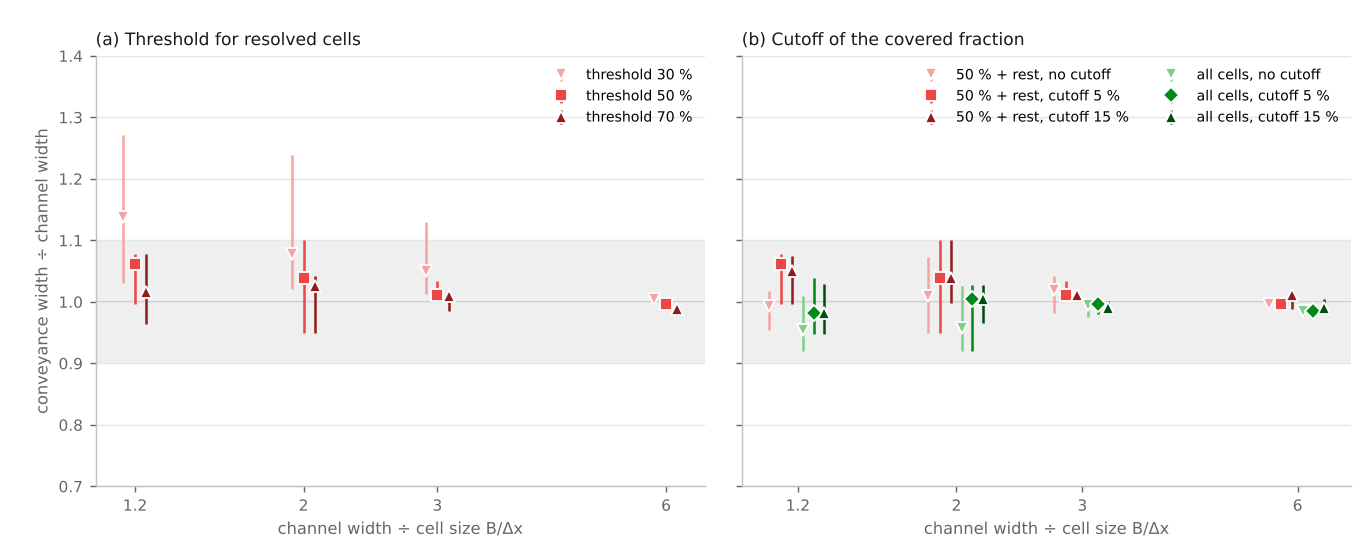 (a) Threshold for resolved cells
(b) Cutoff of the covered fraction
conveyance width ÷ channel width
1.4
1.3
1.2
1.1
1.0
0.9
0.8
0.7
threshold 30 %
threshold 50 %
threshold 70 %
1.2 2 3 6
channel width ÷ cell size B/Δx
50 % + rest, no cutoff
50 % + rest, cutoff 5 %
50 % + rest, cutoff 15 %
all cells, no cutoff
all cells, cutoff 5 %
all cells, cutoff 15 %
1.2 2 3 6
channel width ÷ cell size B/Δx